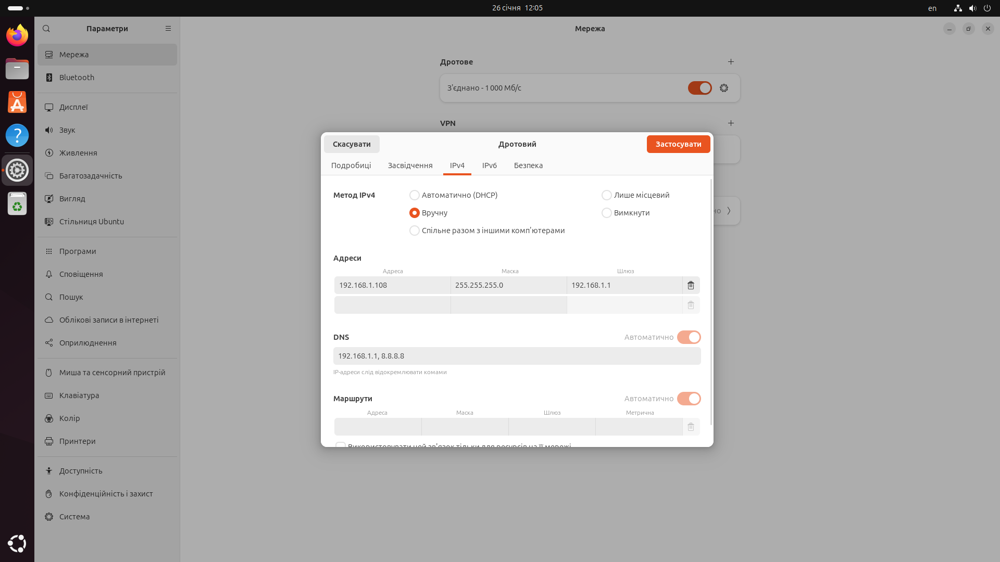 26 січня 12:05
en
Параметри
Мережа
Мережа
Bluetooth
Дисплеї
Звук
Живлення
Багатозадачність
Вигляд
Стільниця Ubuntu
Програми
Сповіщення
Пошук
Облікові записи в інтернеті
Оприлюднення
Миша та сенсорний пристрій
Клавіатура
Колір
Принтери
Доступність
Конфіденційність і захист
Система
Дротове
З'єднано - 1 000 Мб/с
VPN
Скасувати
Дротовий
Застосувати
Подробиці
Засвідчення
IPv4
IPv6
Безпека
Метод IPv4
Автоматично (DHCP)
Лише місцевий
Вручну
Вимкнути
Спільне разом з іншими комп'ютерами
Адреси
Адреса Маска Шлюз
192.168.1.108 255.255.255.0 192.168.1.1
DNS
Автоматично
192.168.1.1, 8.8.8.8
IP-адреси слід відокремлювати комами
Маршрути
Автоматично
Адреса Маска Шлюз Метрична
Використовувати цей зв'язок тільки для ресурсів на її мережі